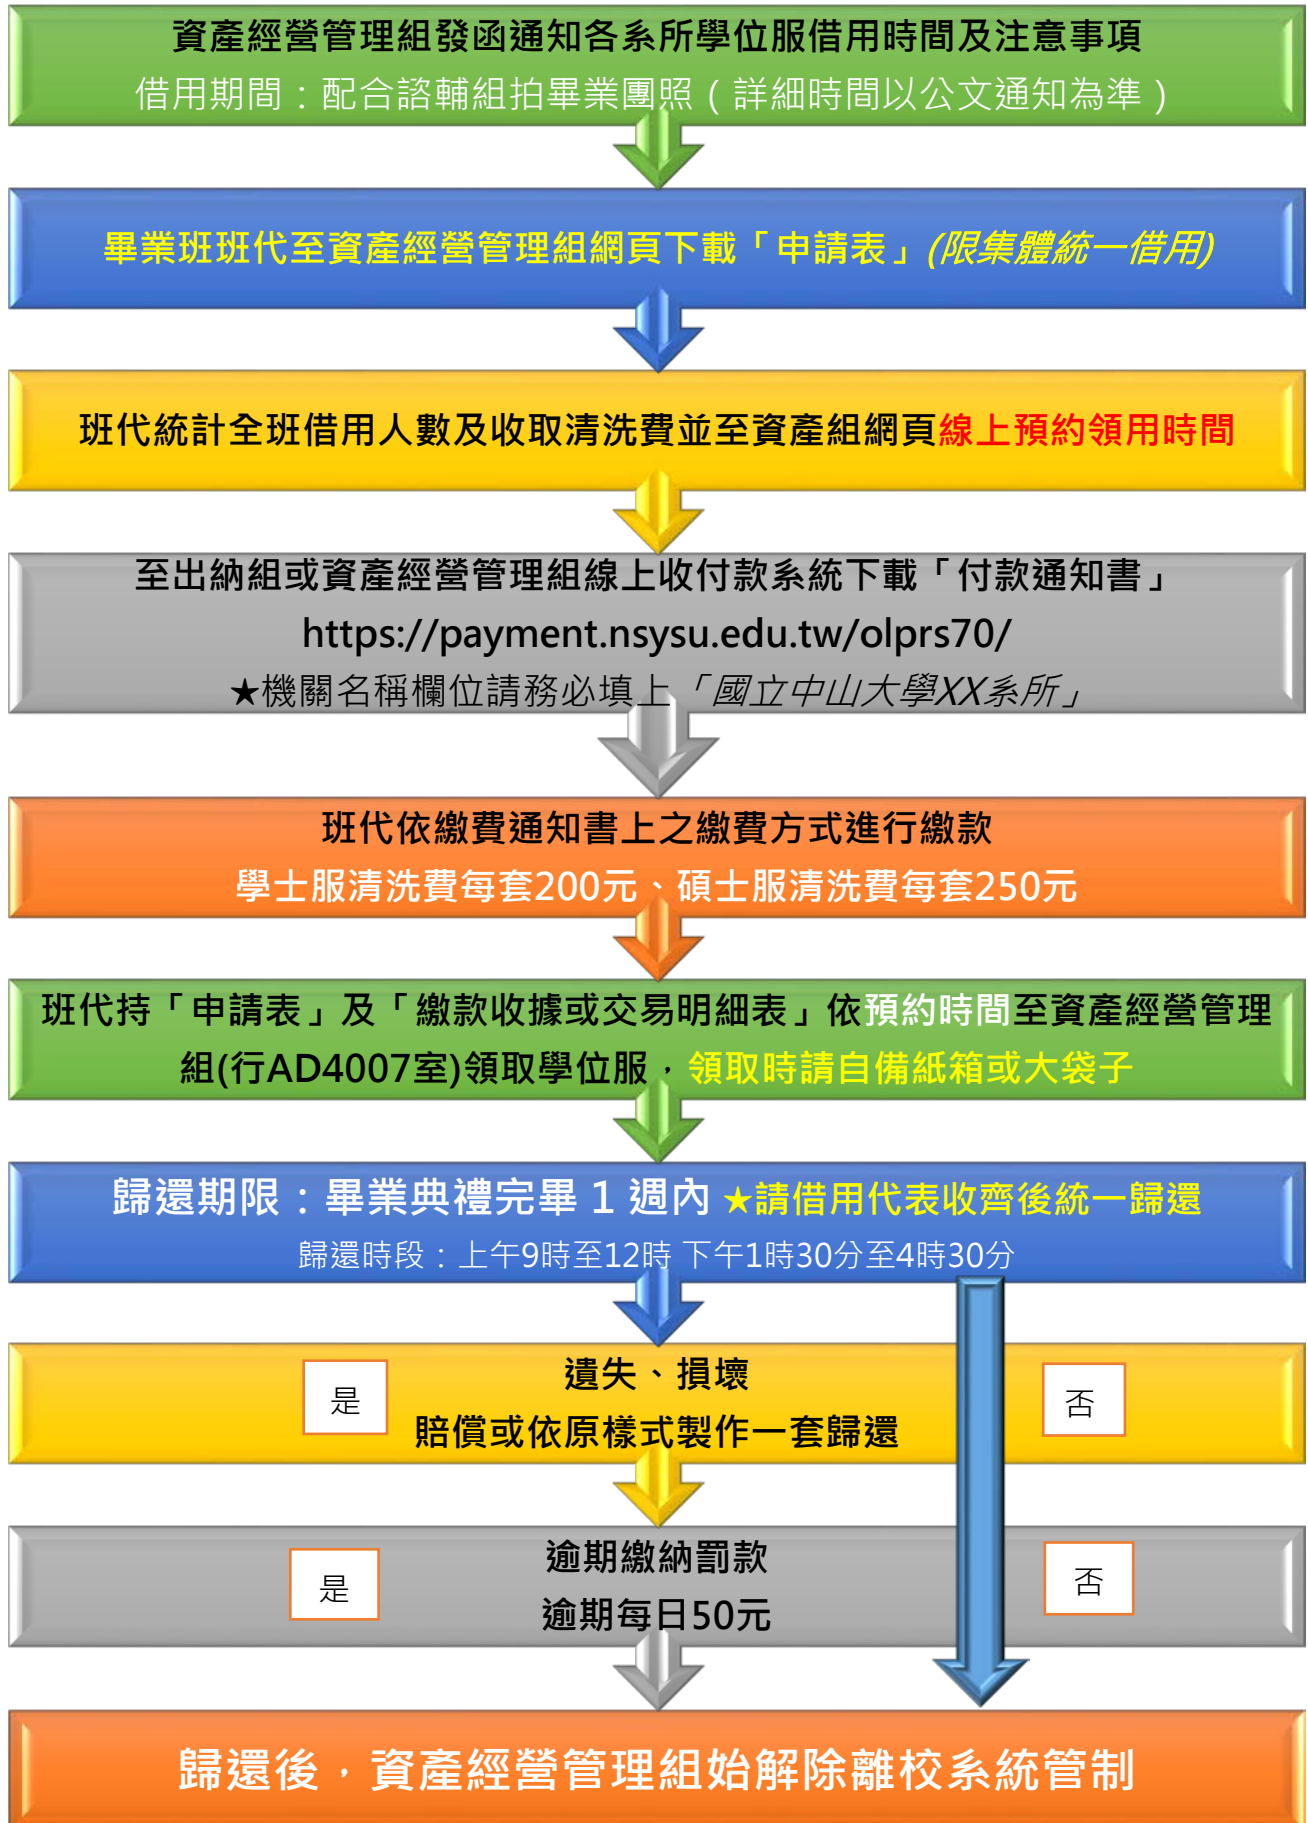 資產經營管理組發函通知各系所學位服借用時間及注意事項
借用期間：配合諮輔組拍畢業團照（詳細時間以公文通知為準）
畢業班班代至資產經營管理組網頁下載「申請表」(限集體統一借用)
班代統計全班借用人數及收取清洗費並至資產組網頁線上預約領用時間
至出納組或資產經營管理組線上收付款系統下載「付款通知書」
https://payment.nsysu.edu.tw/olprs70/
★機關名稱欄位請務必填上「國立中山大學XX系所」
班代依繳費通知書上之繳費方式進行繳款
學士服清洗費每套200元、碩士服清洗費每套250元
班代持「申請表」及「繳款收據或交易明細表」依預約時間至資產經營管理
組(行AD4007室)領取學位服，領取時請自備紙箱或大袋子
歸還期限：畢業典禮完畢 1 週內 ★請借用代表收齊後統一歸還
歸還時段：上午9時至12時 下午1時30分至4時30分
遺失、損壞
是
否
賠償或依原樣式製作一套歸還
逾期繳納罰款
是
否
逾期每日50元
歸還後，資產經營管理組始解除離校系統管制